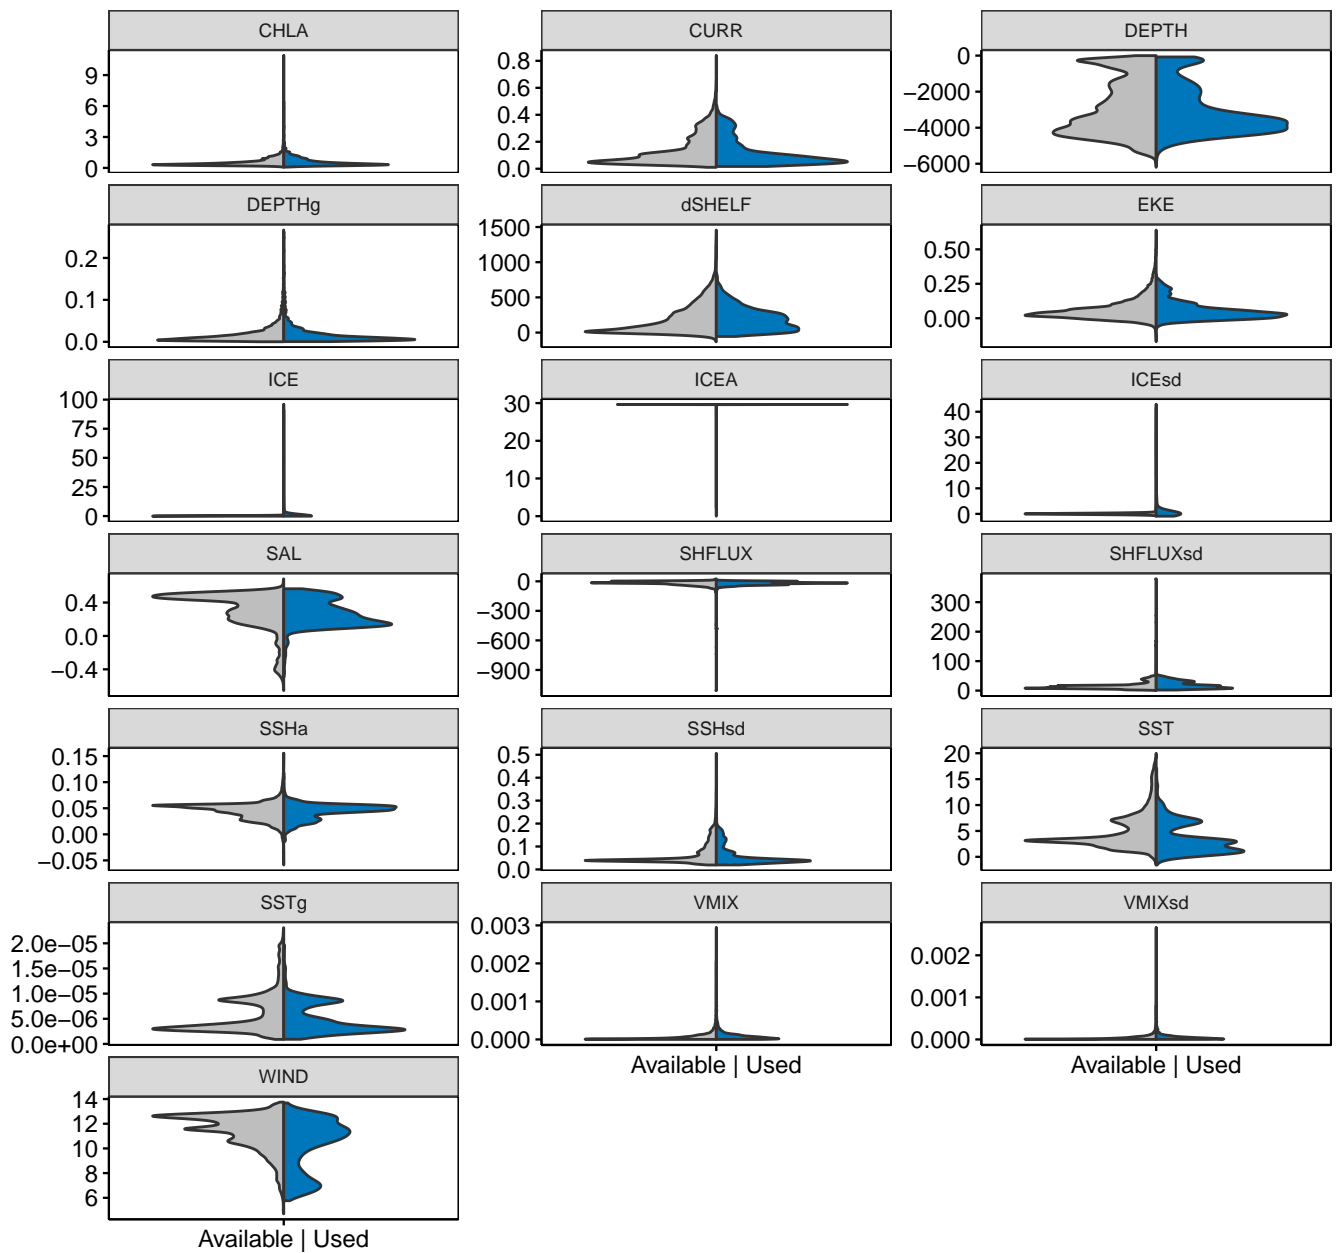 CHLA
CURR
DEPTH
9
6
3
0
0.8
0.6
0.4
0.2
0.0
0
−2000
−4000
−6000
DEPTHg
dSHELF
EKE
0.2
0.1
0.0
1500
1000
500
0
0.50
0.25
0.00
ICE
ICEA
ICEsd
100
75
50
25
0
30
20
10
0
40
30
20
10
0
SAL
SHFLUX
SHFLUXsd
0.4
0.0
−0.4
0
−300
−600
−900
300
200
100
0
SSHa
SSHsd
SST
0.15
0.10
0.05
0.00
−0.05
0.5
0.4
0.3
0.2
0.1
0.0
20
15
10
5
0
SSTg
VMIX
VMIXsd
2.0e−05
1.5e−05
1.0e−05
5.0e−06
0.0e+00
0.003
0.002
0.001
0.000
0.002
0.001
0.000
Available | Used
Available | Used
WIND
14
12
10
8
6
Available | Used